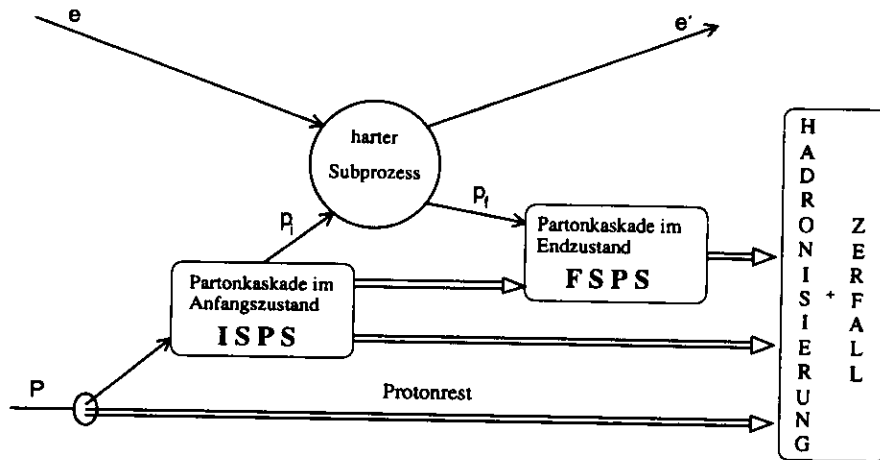 e
e'
harter
Subprozess
p_i
p_f
Partonkaskade im
Endzustand
FSPS
Partonkaskade im
Anfangszustand
ISPS
P
Protonrest
HADRONISIERUNG
+
ZERFALL